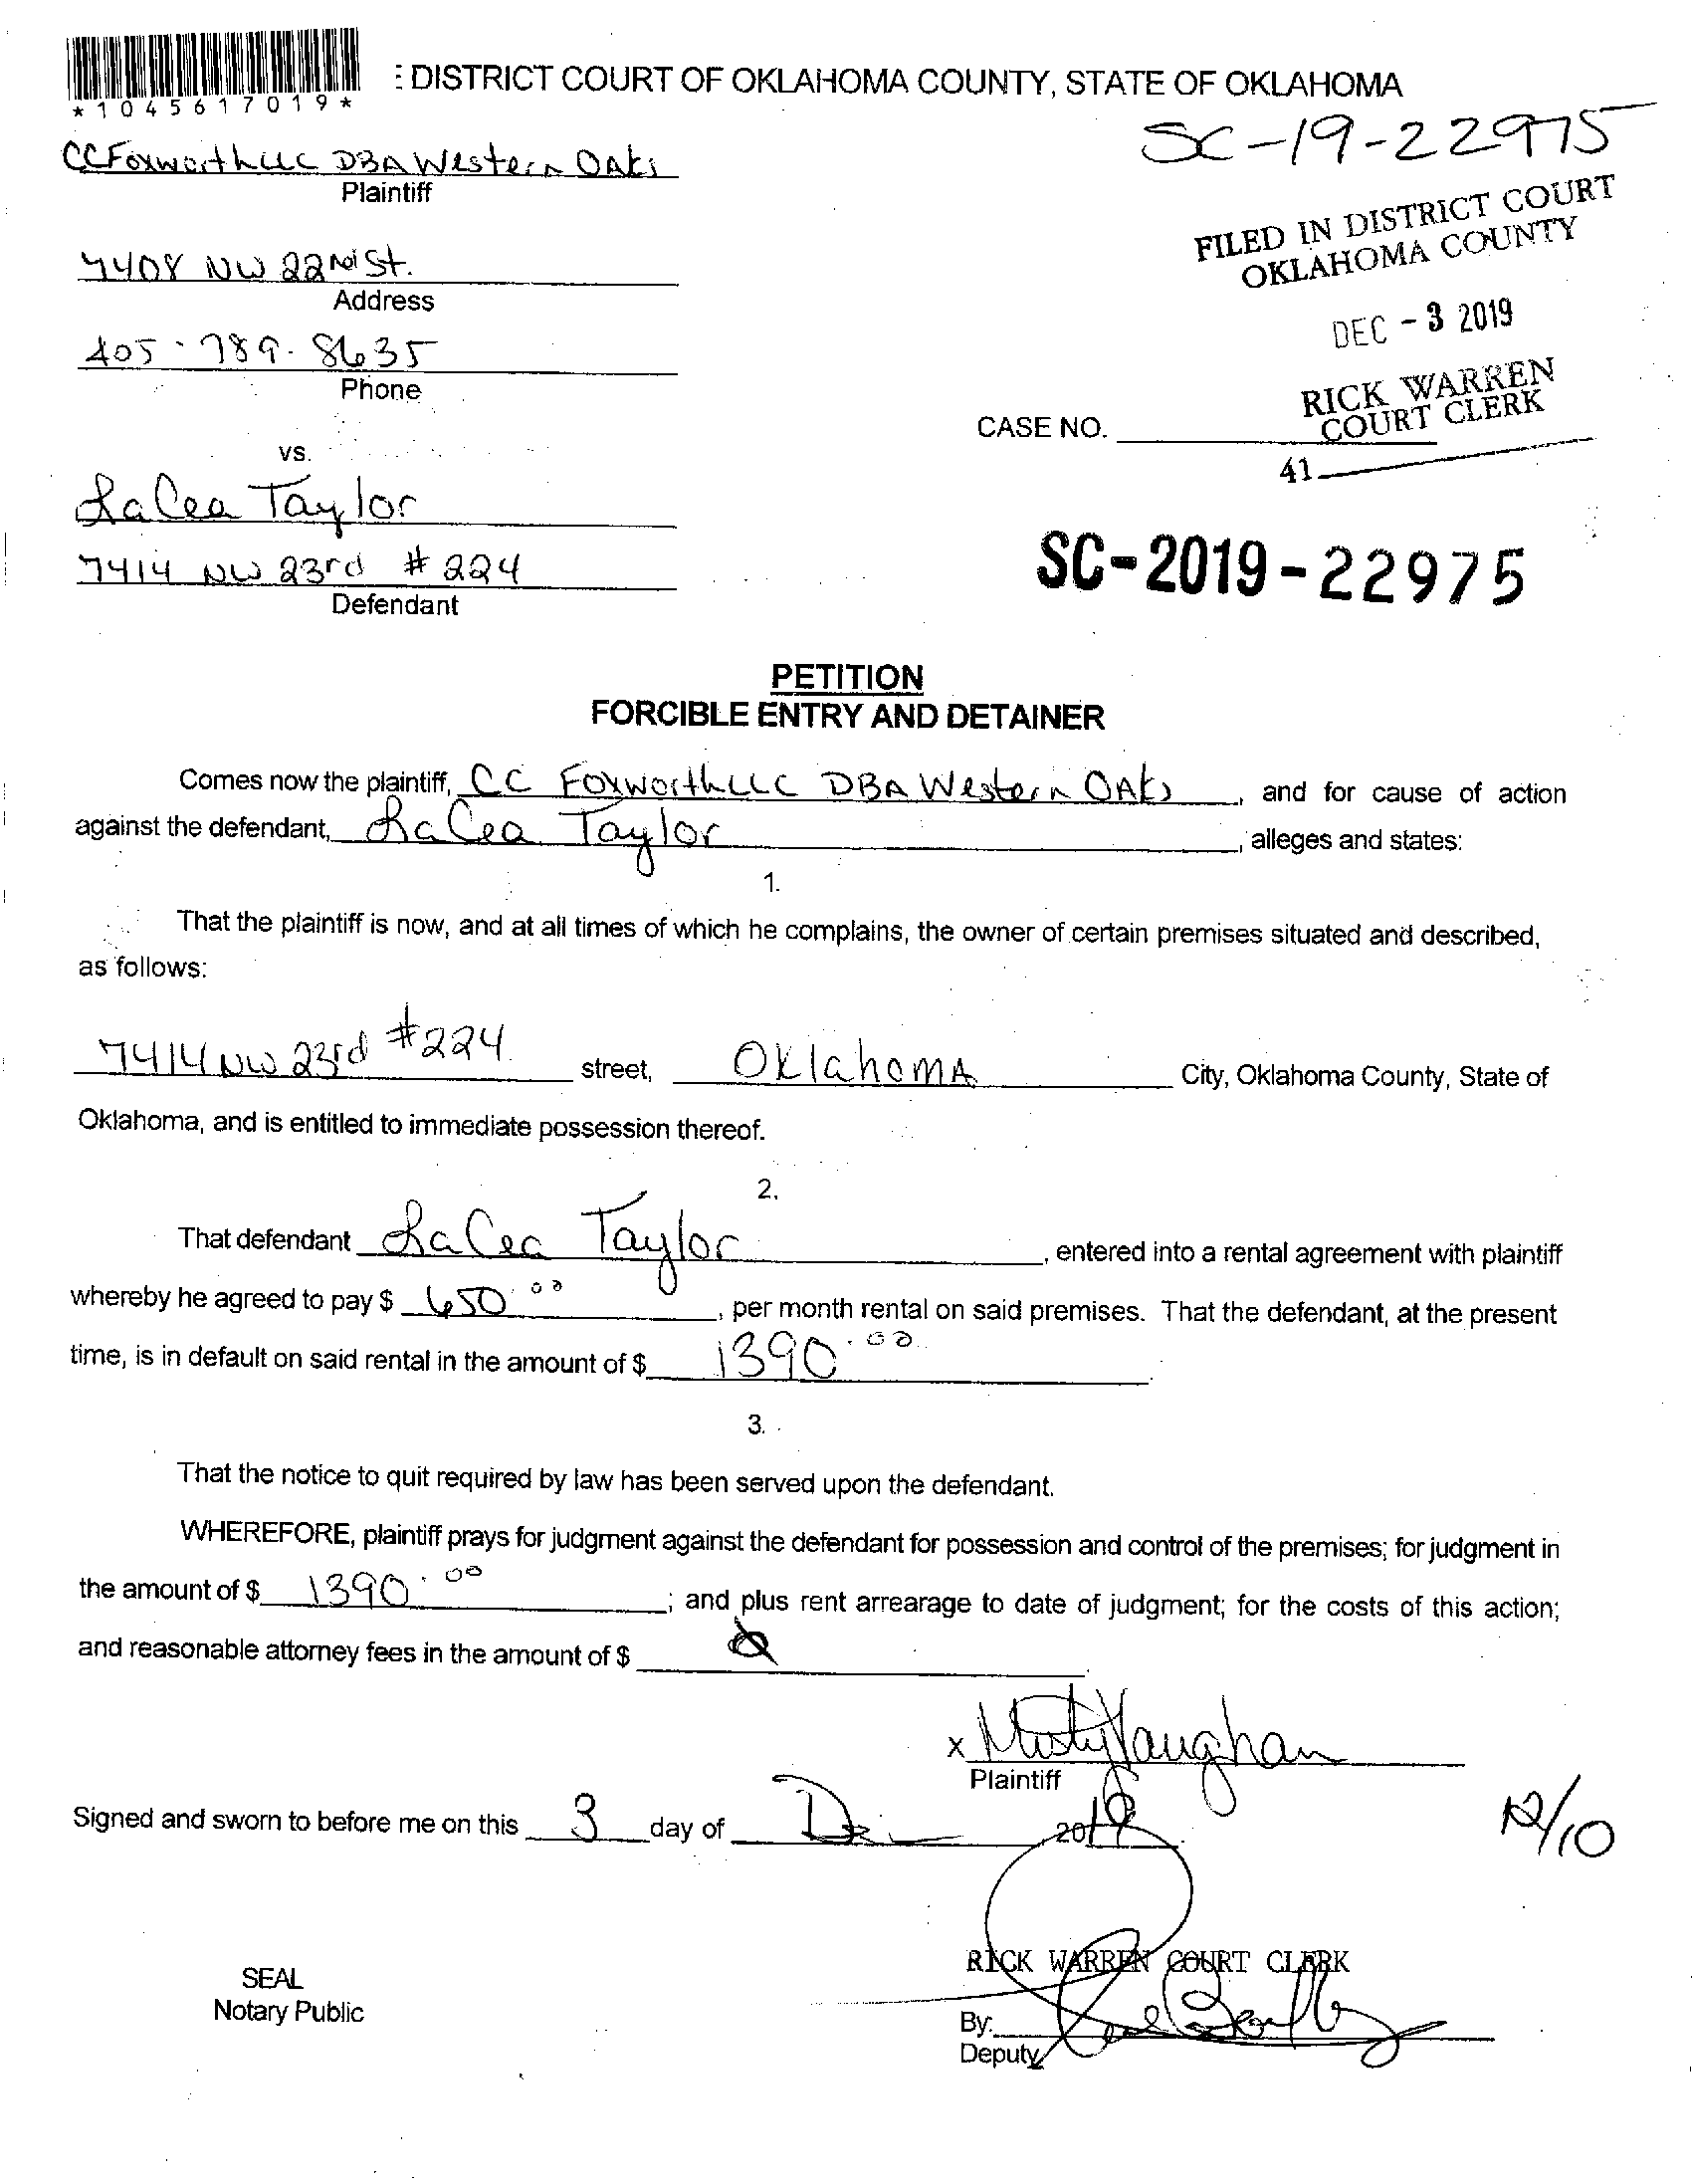 *1045617019*
: DISTRICT COURT OF OKLAHOMA COUNTY, STATE OF OKLAHOMA
SC-19-22975
CC Foxworth LLC DBA Western OAks
Plaintiff
FILED IN DISTRICT COURT
OKLAHOMA COUNTY
7408 NW 22nd St.
Address
DEC - 3 2019
405-789-8635
Phone
RICK WARREN
COURT CLERK
CASE NO.
41
vs.
LaCea Taylor
7414 NW 23rd # 224
Defendant
SC-2019-22975
PETITION
FORCIBLE ENTRY AND DETAINER
Comes now the plaintiff, CC Foxworth LLC DBA Western OAks, and for cause of action
against the defendant, LaCea Taylor, alleges and states:
1.
That the plaintiff is now, and at all times of which he complains, the owner of certain premises situated and described,
as follows:
7414 NW 23rd #224 street, OklahomA City, Oklahoma County, State of
Oklahoma, and is entitled to immediate possession thereof.
2.
That defendant LaCea Taylor, entered into a rental agreement with plaintiff
whereby he agreed to pay $ 650.00, per month rental on said premises. That the defendant, at the present
time, is in default on said rental in the amount of $ 1390.00.
3.
That the notice to quit required by law has been served upon the defendant.
WHEREFORE, plaintiff prays for judgment against the defendant for possession and control of the premises; for judgment in
the amount of $ 1390.00; and plus rent arrearage to date of judgment; for the costs of this action;
and reasonable attorney fees in the amount of $ Ø
x Misty Vaughan
Plaintiff
Signed and sworn to before me on this 3 day of Dec 2019
12/10
RICK WARREN COURT CLERK
SEAL
Notary Public
By:
Deputy